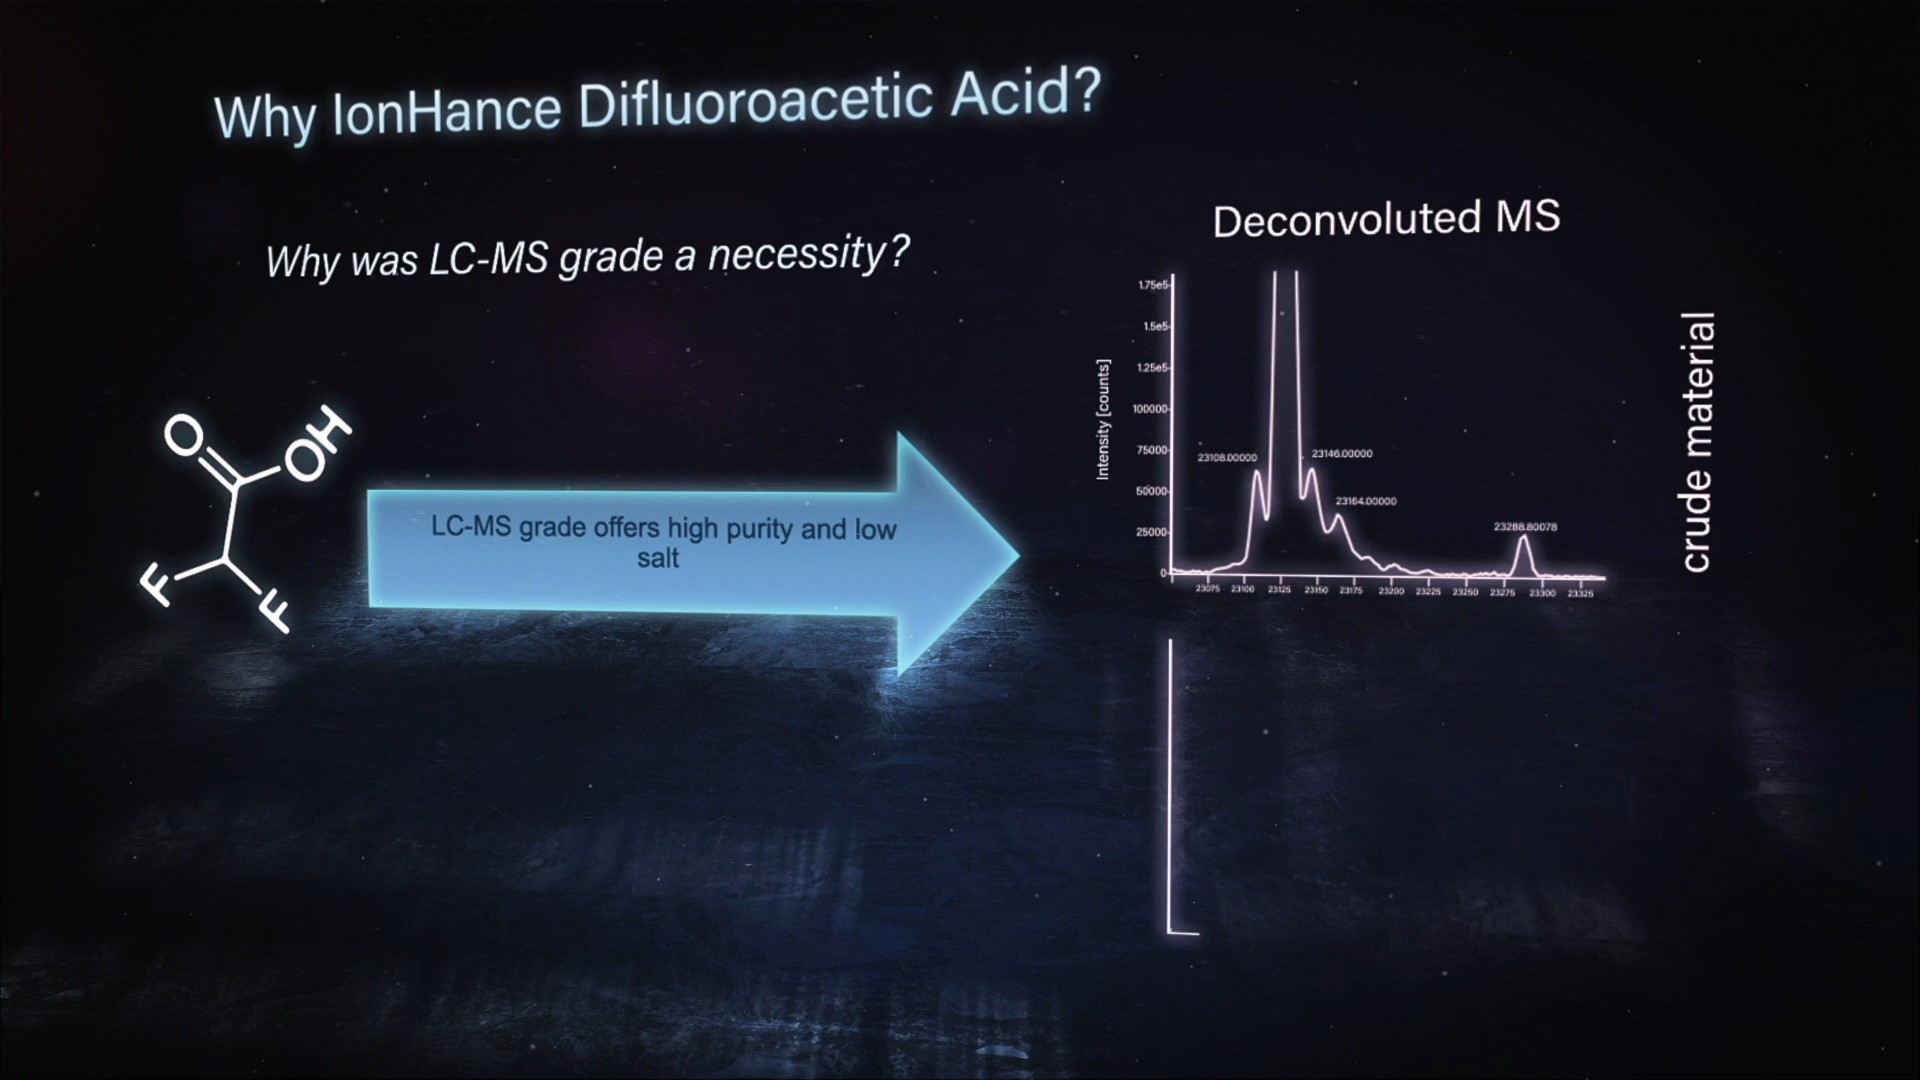 Why IonHance Difluoroacetic Acid?
Why was LC-MS grade a necessity?
O
OH
F
F
LC-MS grade offers high purity and low
salt
Deconvoluted MS
Intensity [counts]
1.75e5
1.5e5
1.25e5
100000
75000
50000
25000
0
23108.00000
23146.00000
23164.00000
23288.80078
23075 23100 23125 23150 23175 23200 23225 23250 23275 23300 23325
crude material